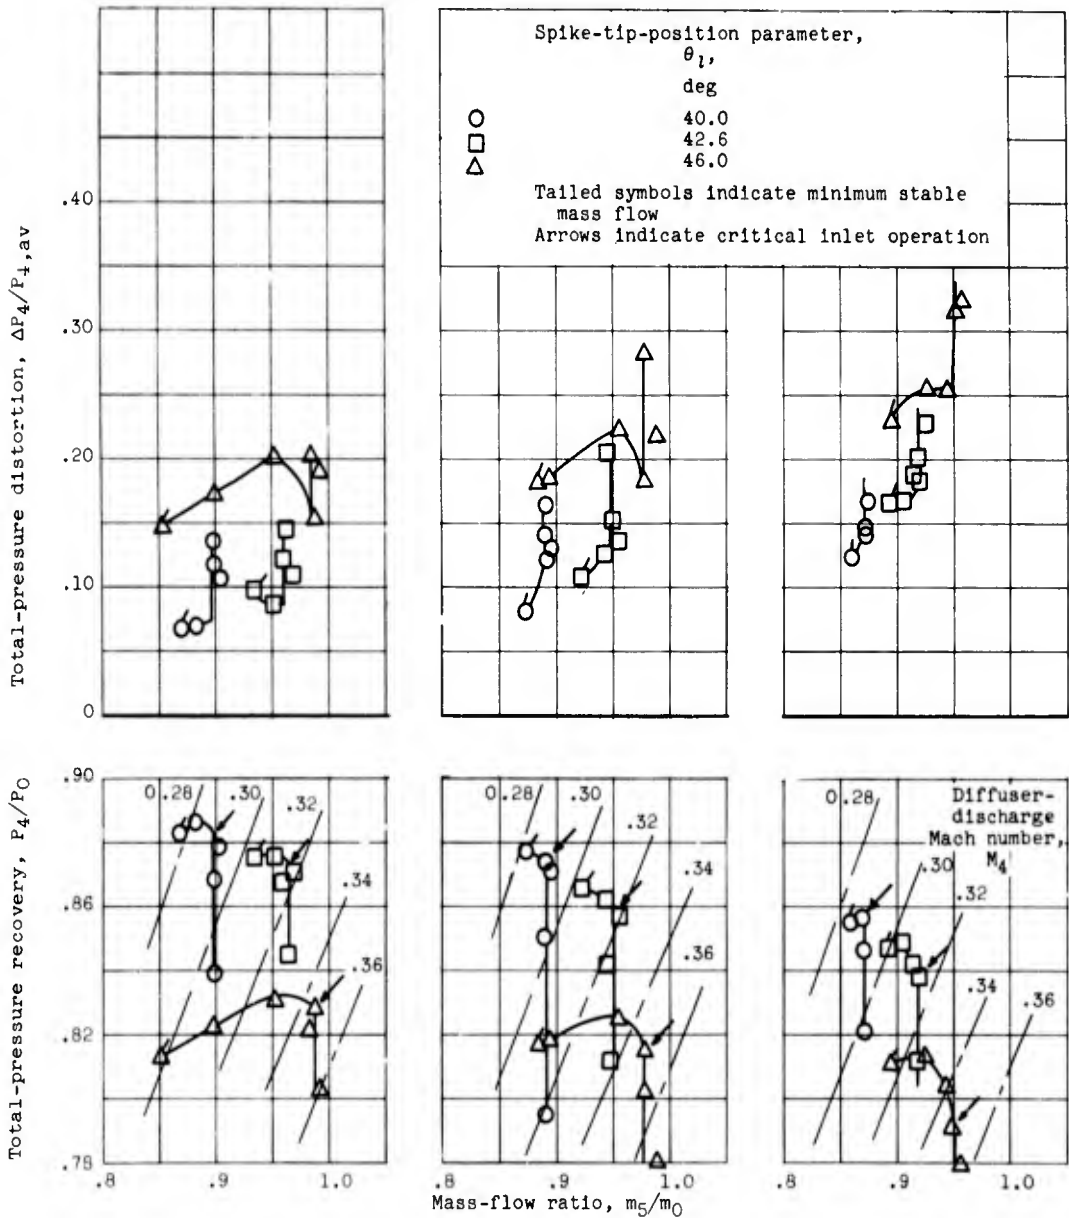 Spike-tip-position parameter,
θl,
deg
40.0
42.6
46.0
Tailed symbols indicate minimum stable
mass flow
Arrows indicate critical inlet operation
Total-pressure distortion, ΔP4/P4,av
.40
.30
.20
.10
0
Total-pressure recovery, P4/P0
.90
.86
.82
.78
0.28
.30
.32
.34
.36
0.28
.30
.32
.34
.36
0.28
.30
.32
.34
.36
Diffuser-
discharge
Mach number,
M4
.8
.9
1.0
.8
.9
1.0
.8
.9
1.0
Mass-flow ratio, m5/m0